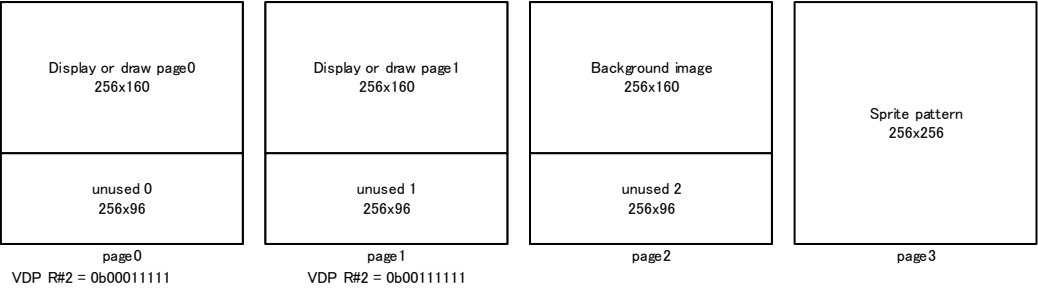 Display or draw page0
256x160
unused 0
256x96
page0
VDP R#2 = 0b00011111
Display or draw page1
256x160
unused 1
256x96
page1
VDP R#2 = 0b00111111
Background image
256x160
unused 2
256x96
page2
Sprite pattern
256x256
page3